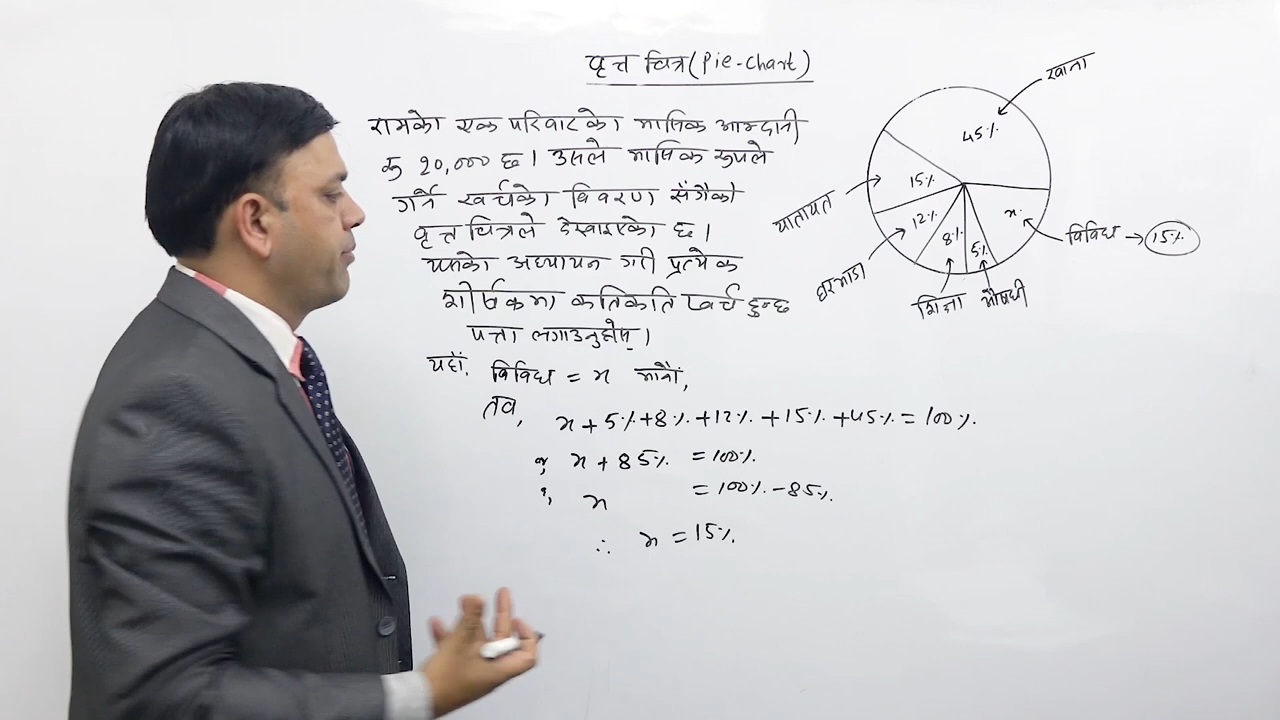 वृत्त चित्र (Pie-Chart)
रामको एक परिवारको मासिक आम्दानी
रु २०,००० छ। उसले मासिक रूपले
गर्ने खर्चको विवरण सँगैको
वृत्त चित्रले देखाइएको छ।
यसको अध्ययन गरी प्रत्येक
शीर्षकमा कतिकति खर्च हुन्छ
पत्ता लगाउनुहोस्।
यहाँ, विविध = x मानौं,
तब,
x + 5% + 8% + 12% + 15% + 45% = 100%
x + 85% = 100%
x = 100% - 85%
∴ x = 15%
खाना
45%
यातायात
15%
घरभाडा
12%
शिक्षा
8%
औषधी
5%
x
विविध → 15%